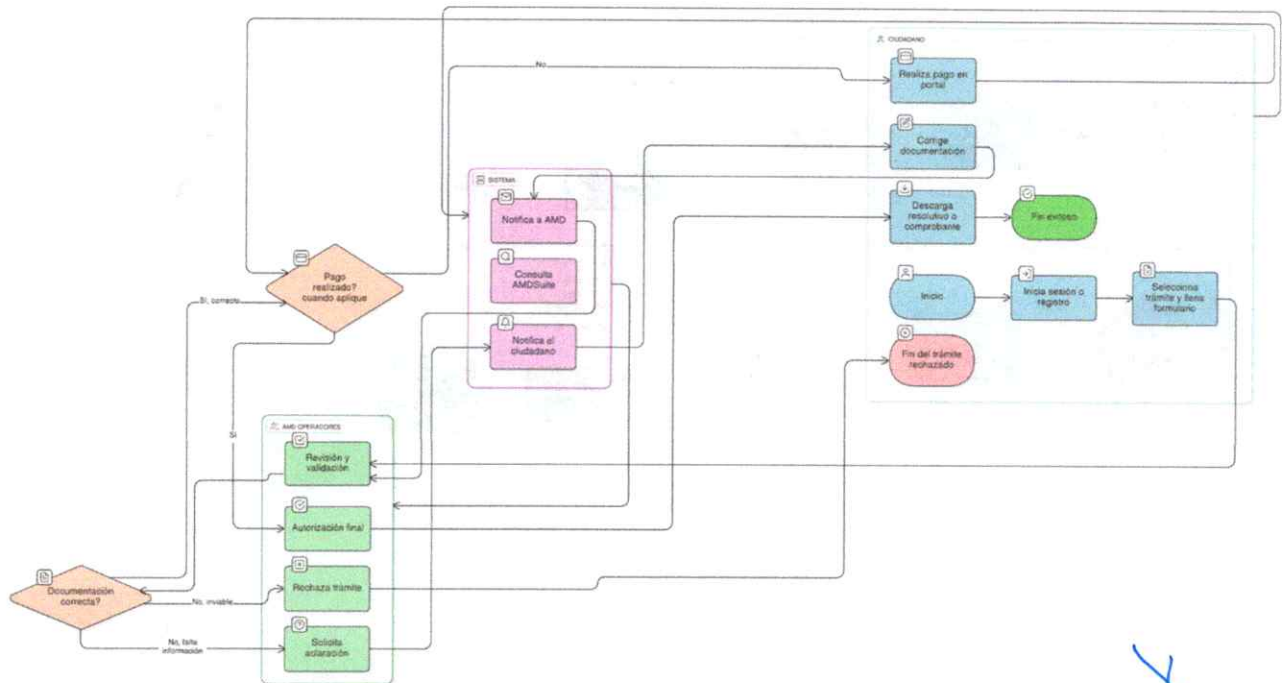 CIUDADANO
Realiza pago en
portal
No
Corrige
documentación
SISTEMA
Notifica a AMD
Descarga
resolutivo o
comprobante
Fin exitoso
Pago
realizado?
cuando aplique
Consulta
AMDSuite
Inicio
Inicia sesión o
registro
Selecciona
trámite y llena
formulario
Sí, correcto
Notifica al
ciudadano
Fin del trámite
rechazado
Sí
AMD OPERADORES
Revisión y
validación
Autorización final
Documentación
correcta?
No, inviable
Rechaza trámite
No, falta
información
Solicita
aclaración